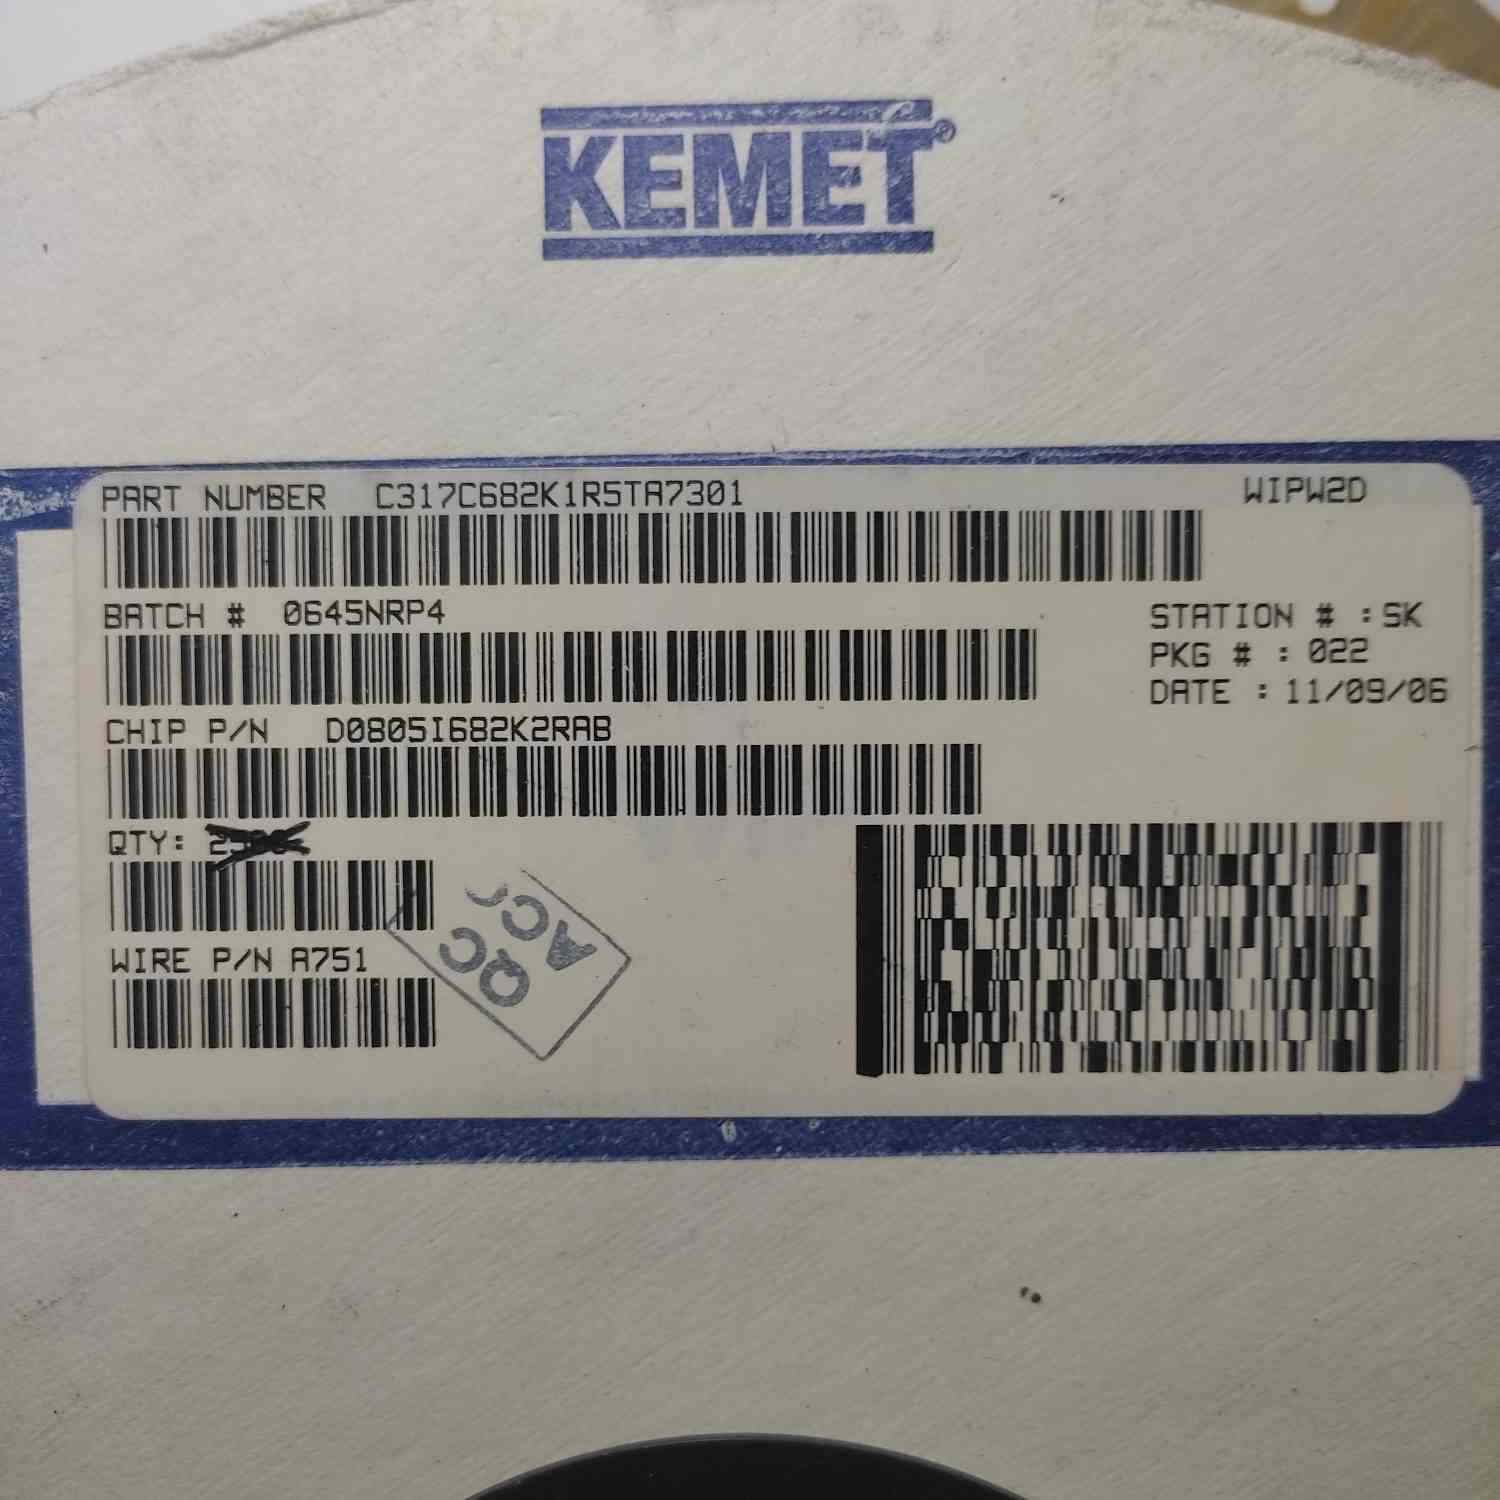 KEMET®
PART NUMBER C317C682K1R5TA7301 WIPW2D
BATCH # 0645NRP4
STATION # :SK
PKG # : 022
DATE : 11/09/06
CHIP P/N D0805I682K2RAB
QTY:
WIRE P/N A751
QC
ACC